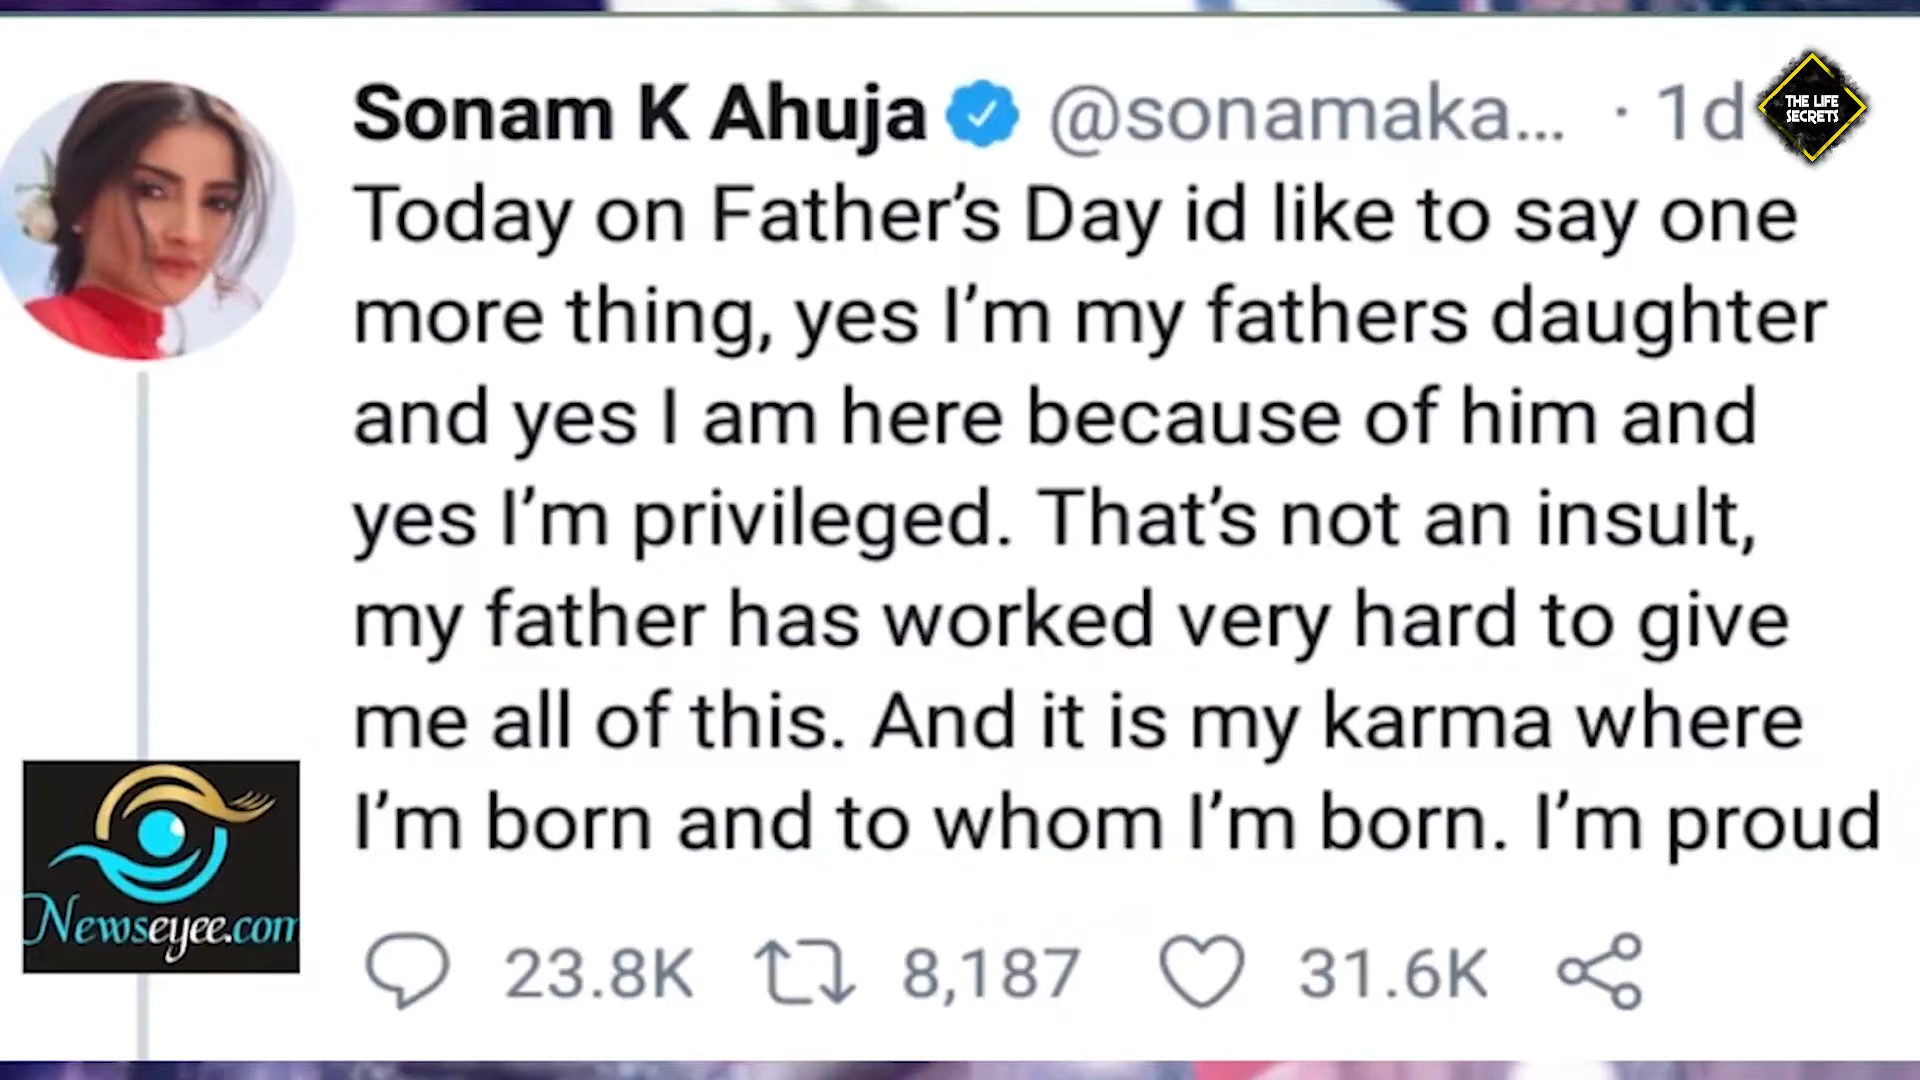 Sonam K Ahuja @sonamaka... · 1d
THE LIFE
SECRETS
Today on Father's Day id like to say one
more thing, yes I'm my fathers daughter
and yes I am here because of him and
yes I'm privileged. That's not an insult,
my father has worked very hard to give
me all of this. And it is my karma where
I'm born and to whom I'm born. I'm proud
Newseyee.com
23.8K 8,187 31.6K